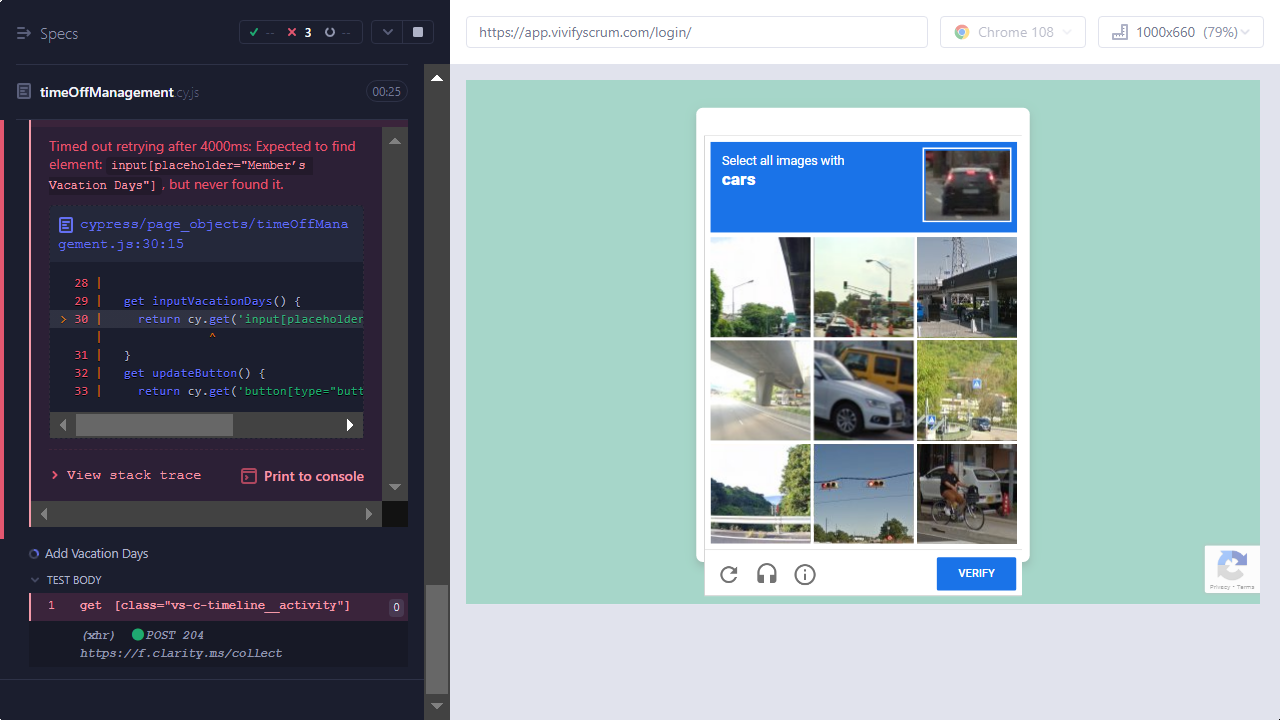 Specs
-- 3 --
timeOffManagement.cy.js
00:25
Timed out retrying after 4000ms: Expected to find
element: input[placeholder="Member's
Vacation Days"] , but never found it.
cypress/page_objects/timeOffMana
gement.js:30:15
28 |
29 | get inputVacationDays() {
> 30 | return cy.get('input[placeholder
| ^
31 | }
32 | get updateButton() {
33 | return cy.get('button[type="butt
> View stack trace
Print to console
Add Vacation Days
TEST BODY
1 get [class="vs-c-timeline__activity"] 0
(xhr) POST 204
https://f.clarity.ms/collect
https://app.vivifyscrum.com/login/
Chrome 108
1000x660 (79%)
Select all images with
cars
VERIFY
Privacy - Terms